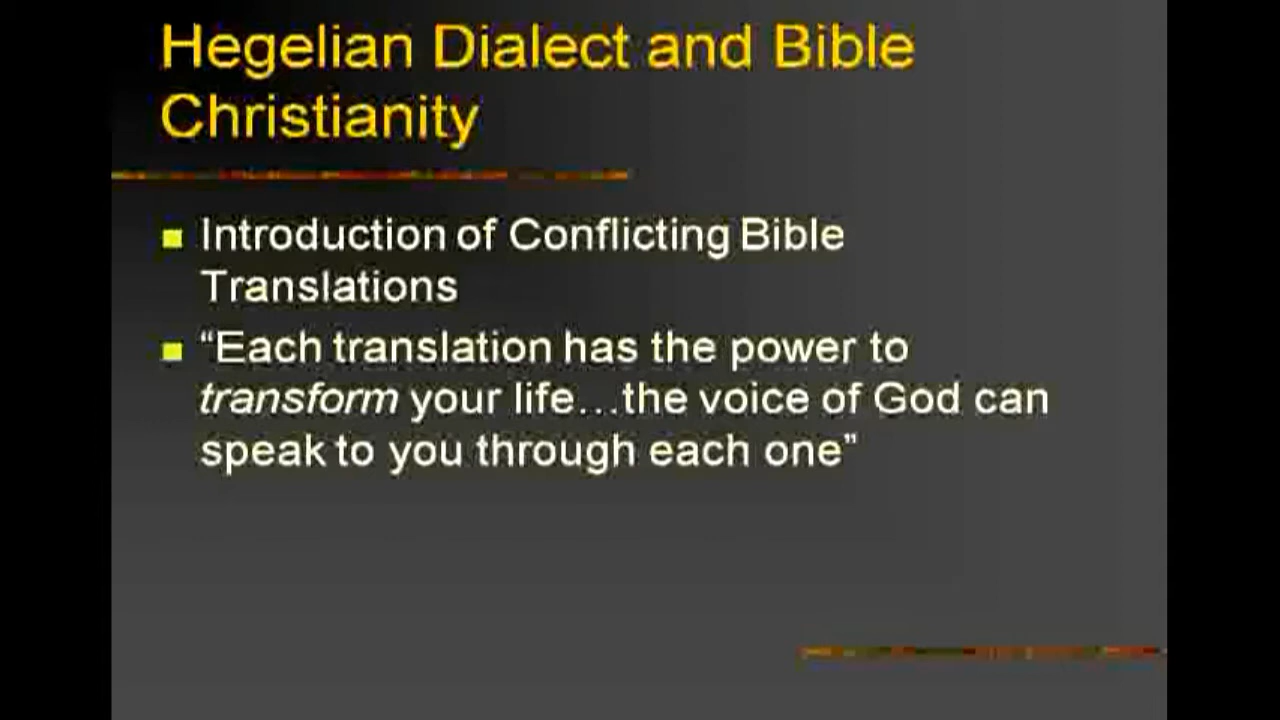 Hegelian Dialect and Bible
Christianity
Introduction of Conflicting Bible
Translations
“Each translation has the power to
transform your life…the voice of God can
speak to you through each one”